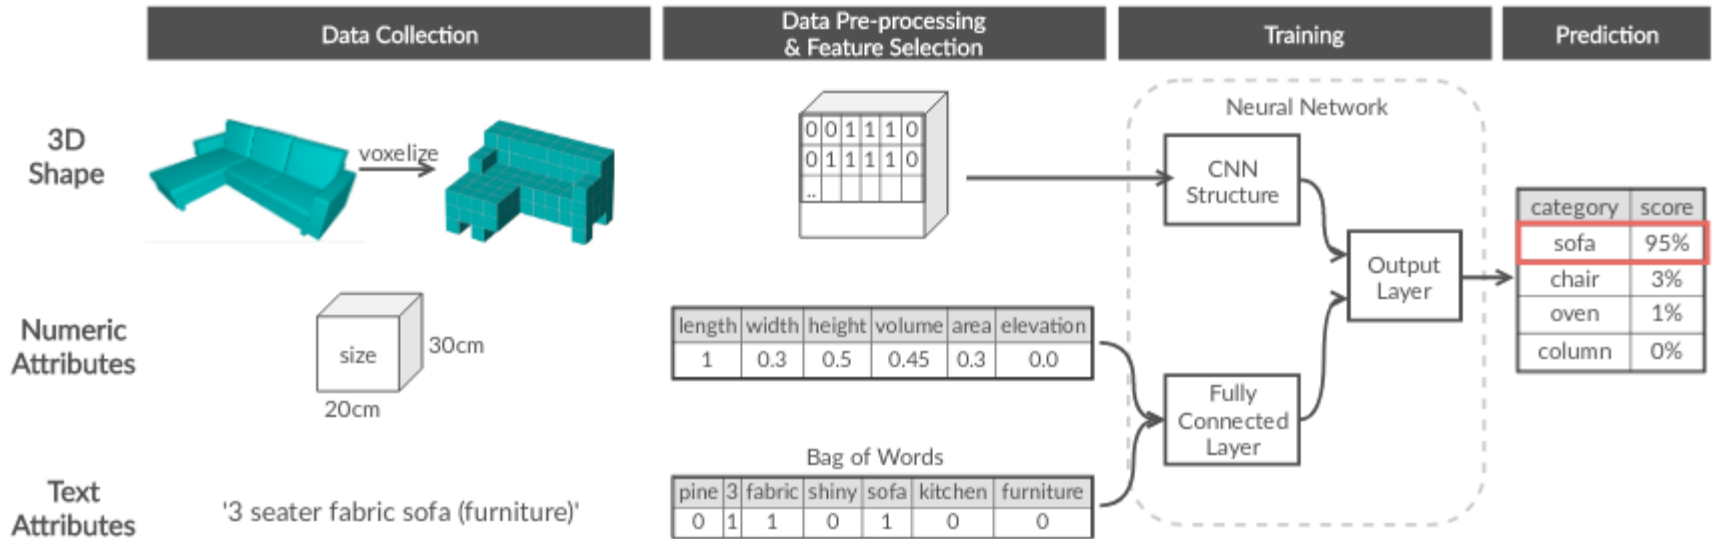 Data Collection
Data Pre-processing
& Feature Selection
Training
Prediction
3D
Shape
voxelize
0 0 1 1 1 0
0 1 1 1 1 0
..
Neural Network
CNN
Structure
Output
Layer
category score
sofa 95%
chair 3%
oven 1%
column 0%
Numeric
Attributes
size
30cm
20cm
length width height volume area elevation
1 0.3 0.5 0.45 0.3 0.0
Fully
Connected
Layer
Text
Attributes
'3 seater fabric sofa (furniture)'
Bag of Words
pine 3 fabric shiny sofa kitchen furniture
0 1 1 0 1 0 0